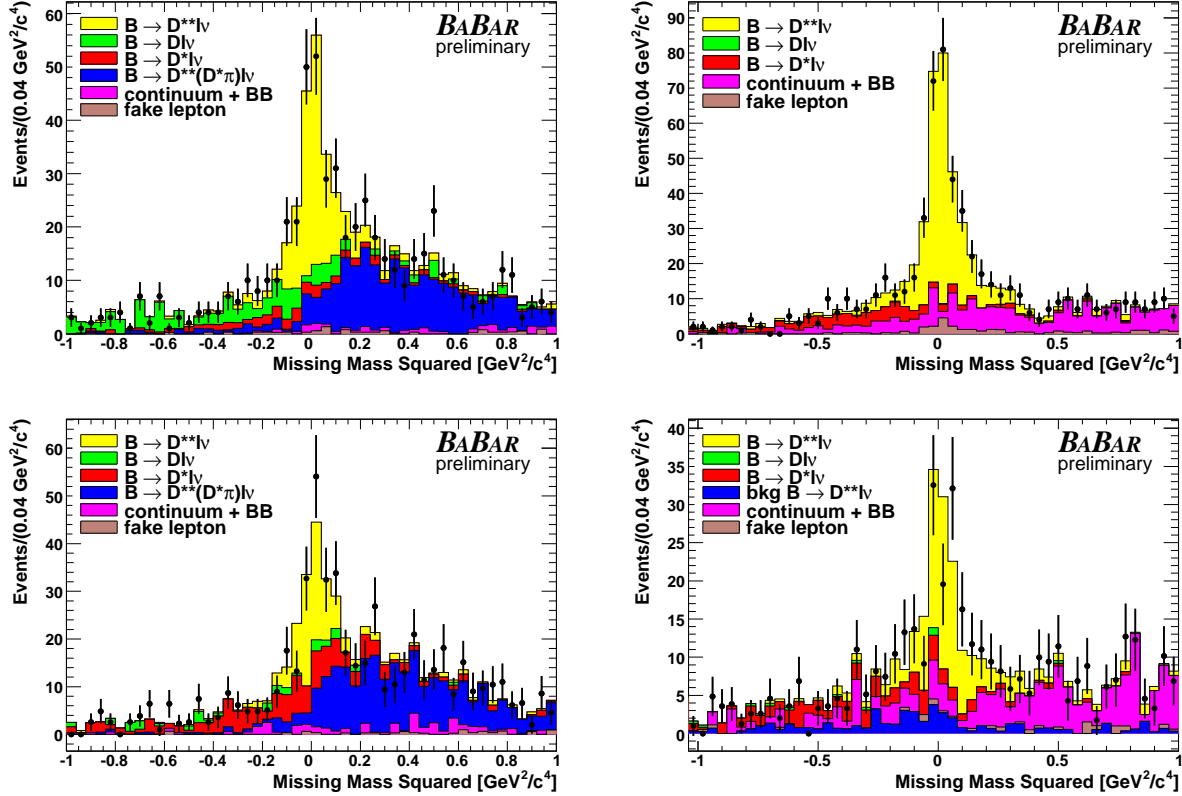 Events/(0.04 GeV²/c⁴)
60
50
40
30
20
10
0
B → D**lν
B → Dlν
B → D*lν
B → D**(D*π)lν
continuum + BB
fake lepton
BABAR
preliminary
-1 -0.8 -0.6 -0.4 -0.2 0 0.2 0.4 0.6 0.8 1
Missing Mass Squared [GeV²/c⁴]
Events/(0.04 GeV²/c⁴)
90
80
70
60
50
40
30
20
10
0
B → D**lν
B → Dlν
B → D*lν
continuum + BB
fake lepton
BABAR
preliminary
-1 -0.5 0 0.5 1
Missing Mass Squared [GeV²/c⁴]
Events/(0.04 GeV²/c⁴)
60
50
40
30
20
10
0
B → D**lν
B → Dlν
B → D*lν
B → D**(D*π)lν
continuum + BB
fake lepton
BABAR
preliminary
-1 -0.8 -0.6 -0.4 -0.2 0 0.2 0.4 0.6 0.8 1
Missing Mass Squared [GeV²/c⁴]
Events/(0.04 GeV²/c⁴)
40
35
30
25
20
15
10
5
0
B → D**lν
B → Dlν
B → D*lν
bkg B → D**lν
continuum + BB
fake lepton
BABAR
preliminary
-1 -0.5 0 0.5 1
Missing Mass Squared [GeV²/c⁴]